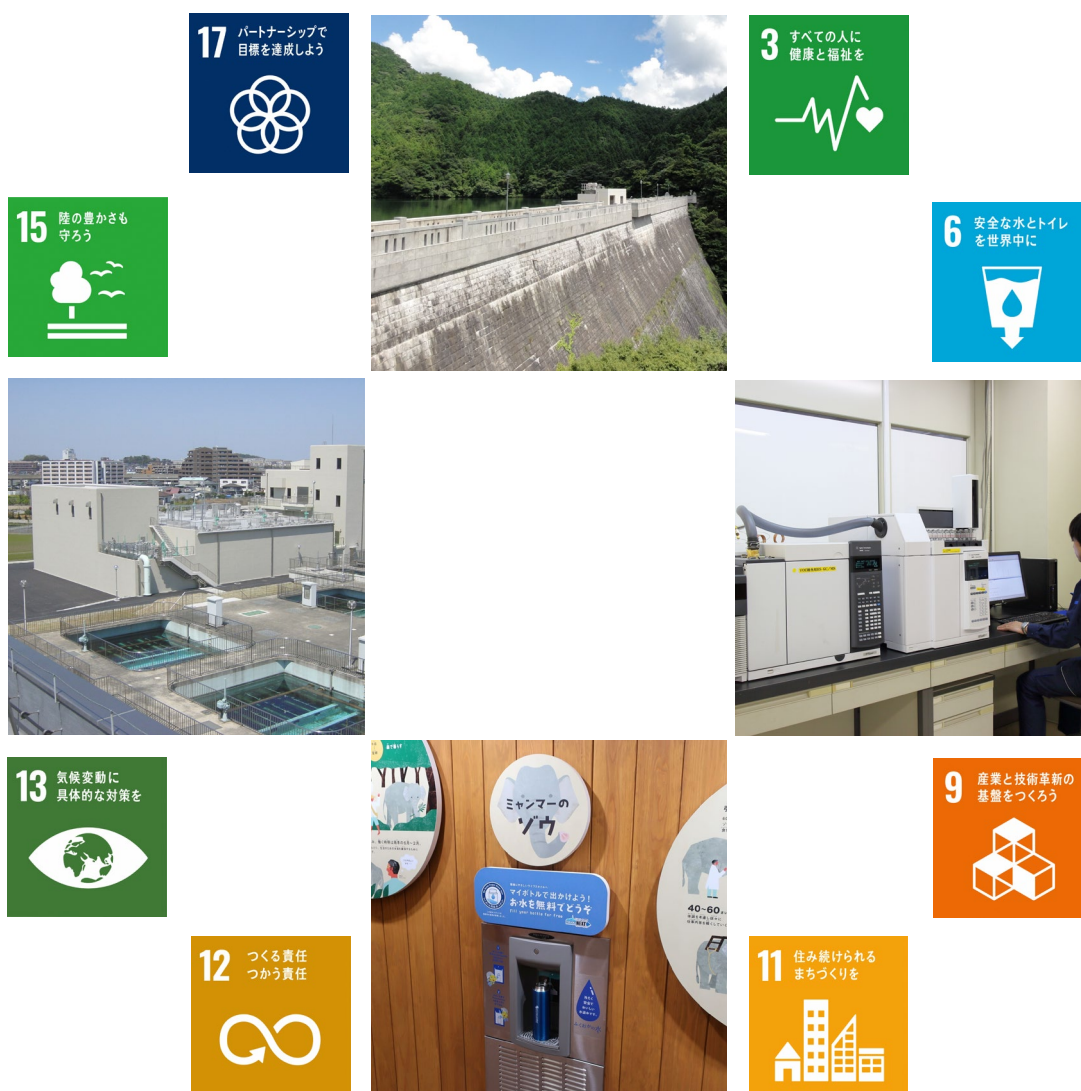 17 パートナーシップで
目標を達成しよう
3 すべての人に
健康と福祉を
15 陸の豊かさも
守ろう
6 安全な水とトイレ
を世界中に
13 気候変動に
具体的な対策を
9 産業と技術革新の
基盤をつくろう
ミャンマーの
ゾウ
マイボトルで出かけよう!
お水を無料でどうぞ
Fill your bottle for free
40~60
12 つくる責任
つかう責任
11 住み続けられる
まちづくりを